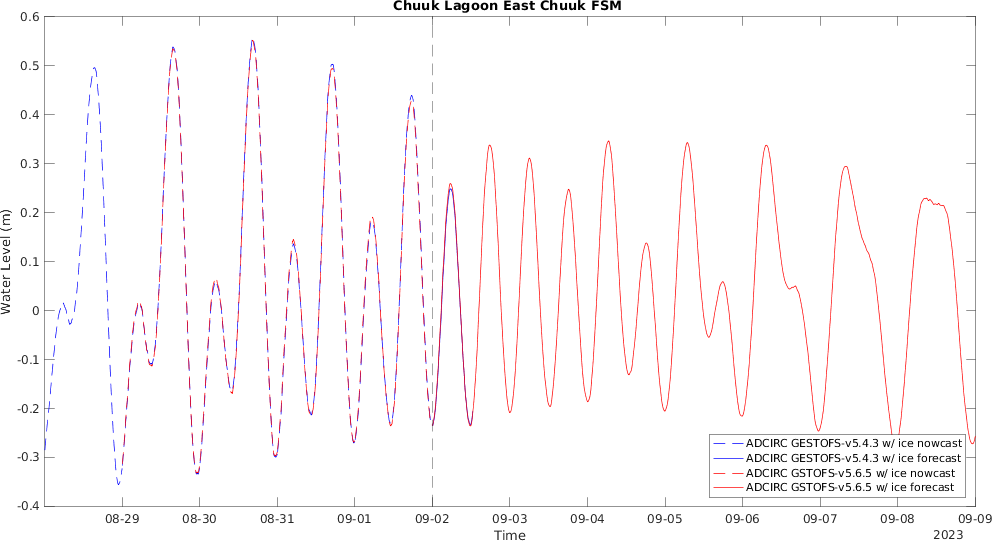 Chuuk Lagoon East Chuuk FSM
0.6
0.5
0.4
0.3
0.2
0.1
0
-0.1
-0.2
-0.3
-0.4
Water Level (m)
ADCIRC GESTOFS-v5.4.3 w/ ice nowcast
ADCIRC GESTOFS-v5.4.3 w/ ice forecast
ADCIRC GSTOFS-v5.6.5 w/ ice nowcast
ADCIRC GSTOFS-v5.6.5 w/ ice forecast
08-29 08-30 08-31 09-01 09-02 09-03 09-04 09-05 09-06 09-07 09-08 09-09
Time
2023